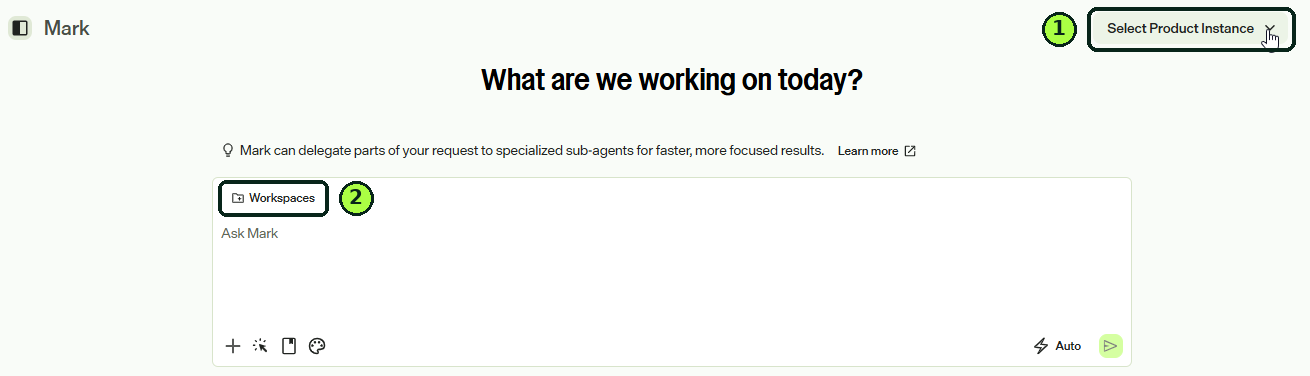 Mark
1
Select Product Instance
What are we working on today?
Mark can delegate parts of your request to specialized sub-agents for faster, more focused results. Learn more
Workspaces
2
Ask Mark
Auto